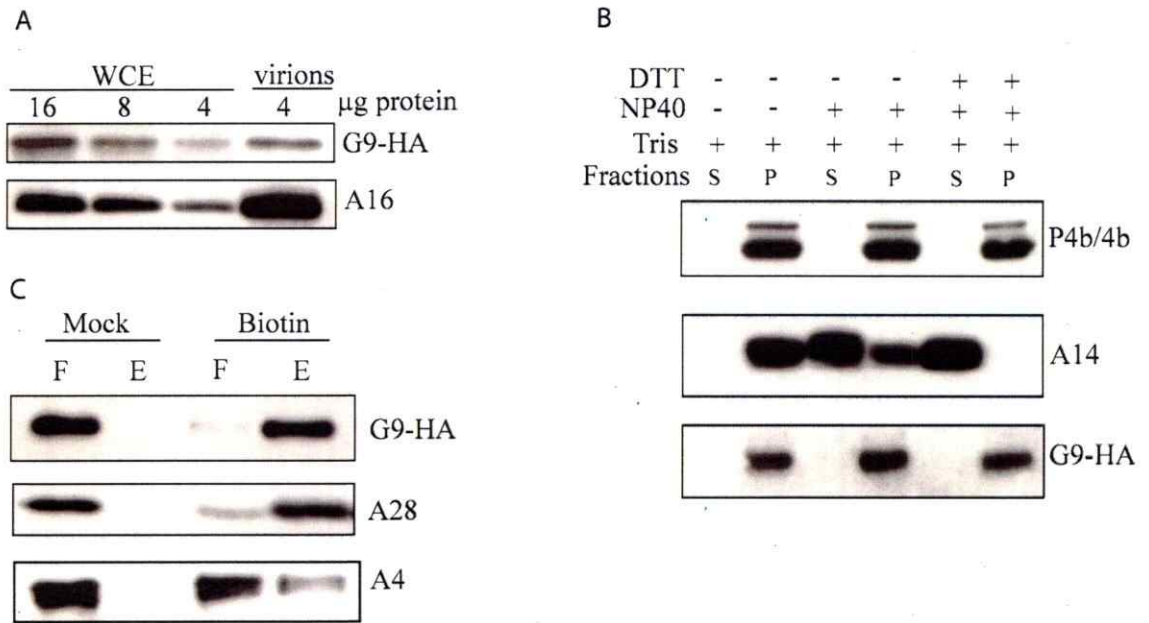 A
WCE virions
16 8 4 4 μg protein
G9-HA
A16
B
DTT - - - - + +
NP40 - - + + + +
Tris + + + + + +
Fractions S P S P S P
P4b/4b
A14
G9-HA
C
Mock Biotin
F E F E
G9-HA
A28
A4